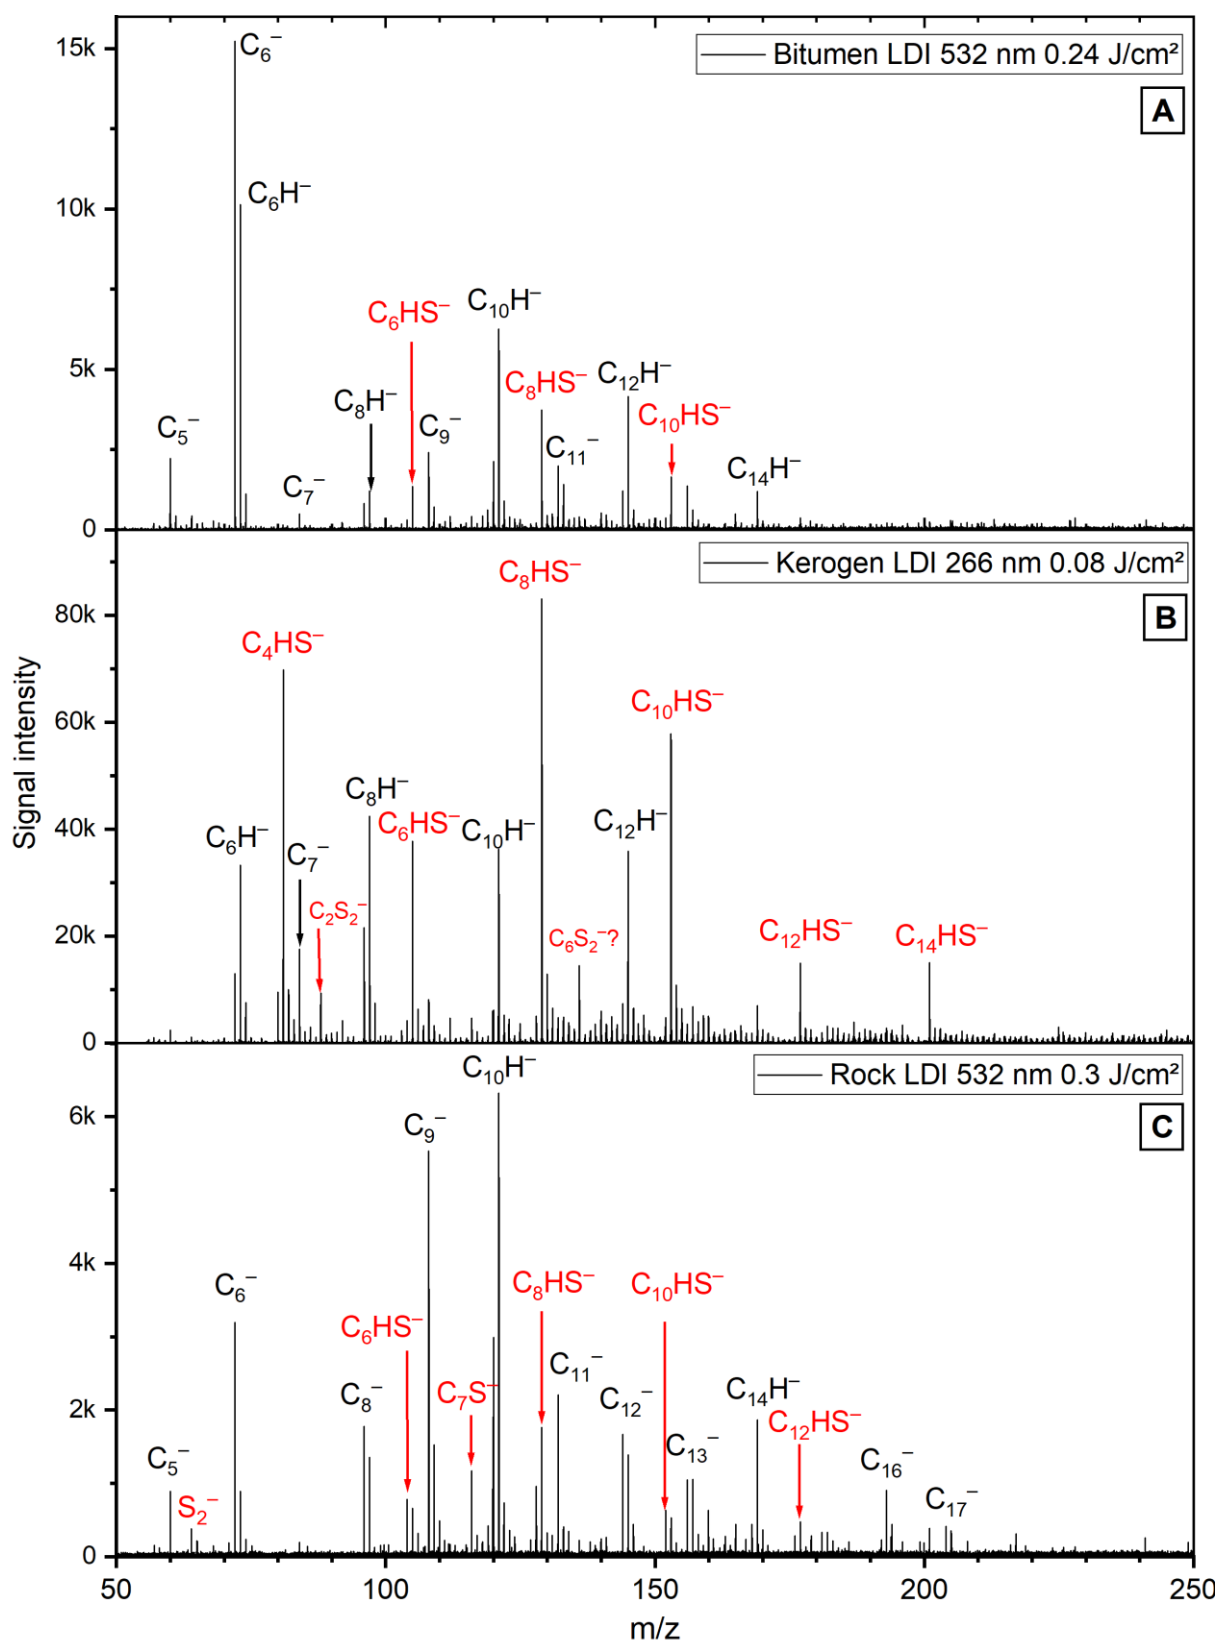 Bitumen LDI 532 nm 0.24 J/cm²
A
15k
10k
5k
0
C₆⁻
C₆H⁻
C₁₀H⁻
C₆HS⁻
C₈HS⁻
C₁₂H⁻
C₈H⁻
C₁₀HS⁻
C₅⁻
C₉⁻
C₁₁⁻
C₁₄H⁻
C₇⁻
Kerogen LDI 266 nm 0.08 J/cm²
B
80k
60k
40k
20k
0
C₈HS⁻
C₄HS⁻
C₁₀HS⁻
C₈H⁻
C₆H⁻
C₆HS⁻
C₁₀H⁻
C₁₂H⁻
C₇⁻
C₂S₂⁻
C₆S₂⁻?
C₁₂HS⁻
C₁₄HS⁻
Signal intensity
Rock LDI 532 nm 0.3 J/cm²
C
6k
4k
2k
0
C₁₀H⁻
C₉⁻
C₆⁻
C₈HS⁻
C₁₀HS⁻
C₆HS⁻
C₁₁⁻
C₈⁻
C₇S⁻
C₁₂⁻
C₁₄H⁻
C₁₂HS⁻
C₁₃⁻
C₅⁻
C₁₆⁻
S₂⁻
C₁₇⁻
50
100
150
200
250
m/z